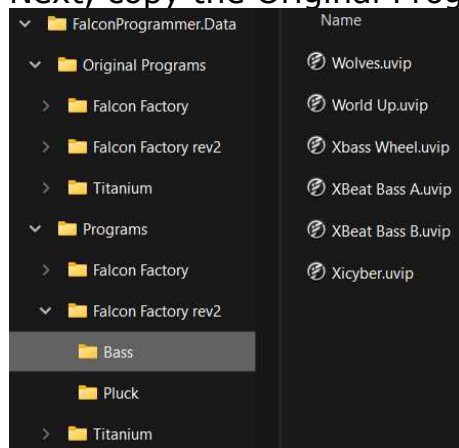 Next, copy the Original Prog
FalconProgrammer.Data
Original Programs
Falcon Factory
Falcon Factory rev2
Titanium
Programs
Falcon Factory
Falcon Factory rev2
Bass
Pluck
Titanium
Name
Wolves.uvip
World Up.uvip
Xbass Wheel.uvip
XBeat Bass A.uvip
XBeat Bass B.uvip
Xicyber.uvip